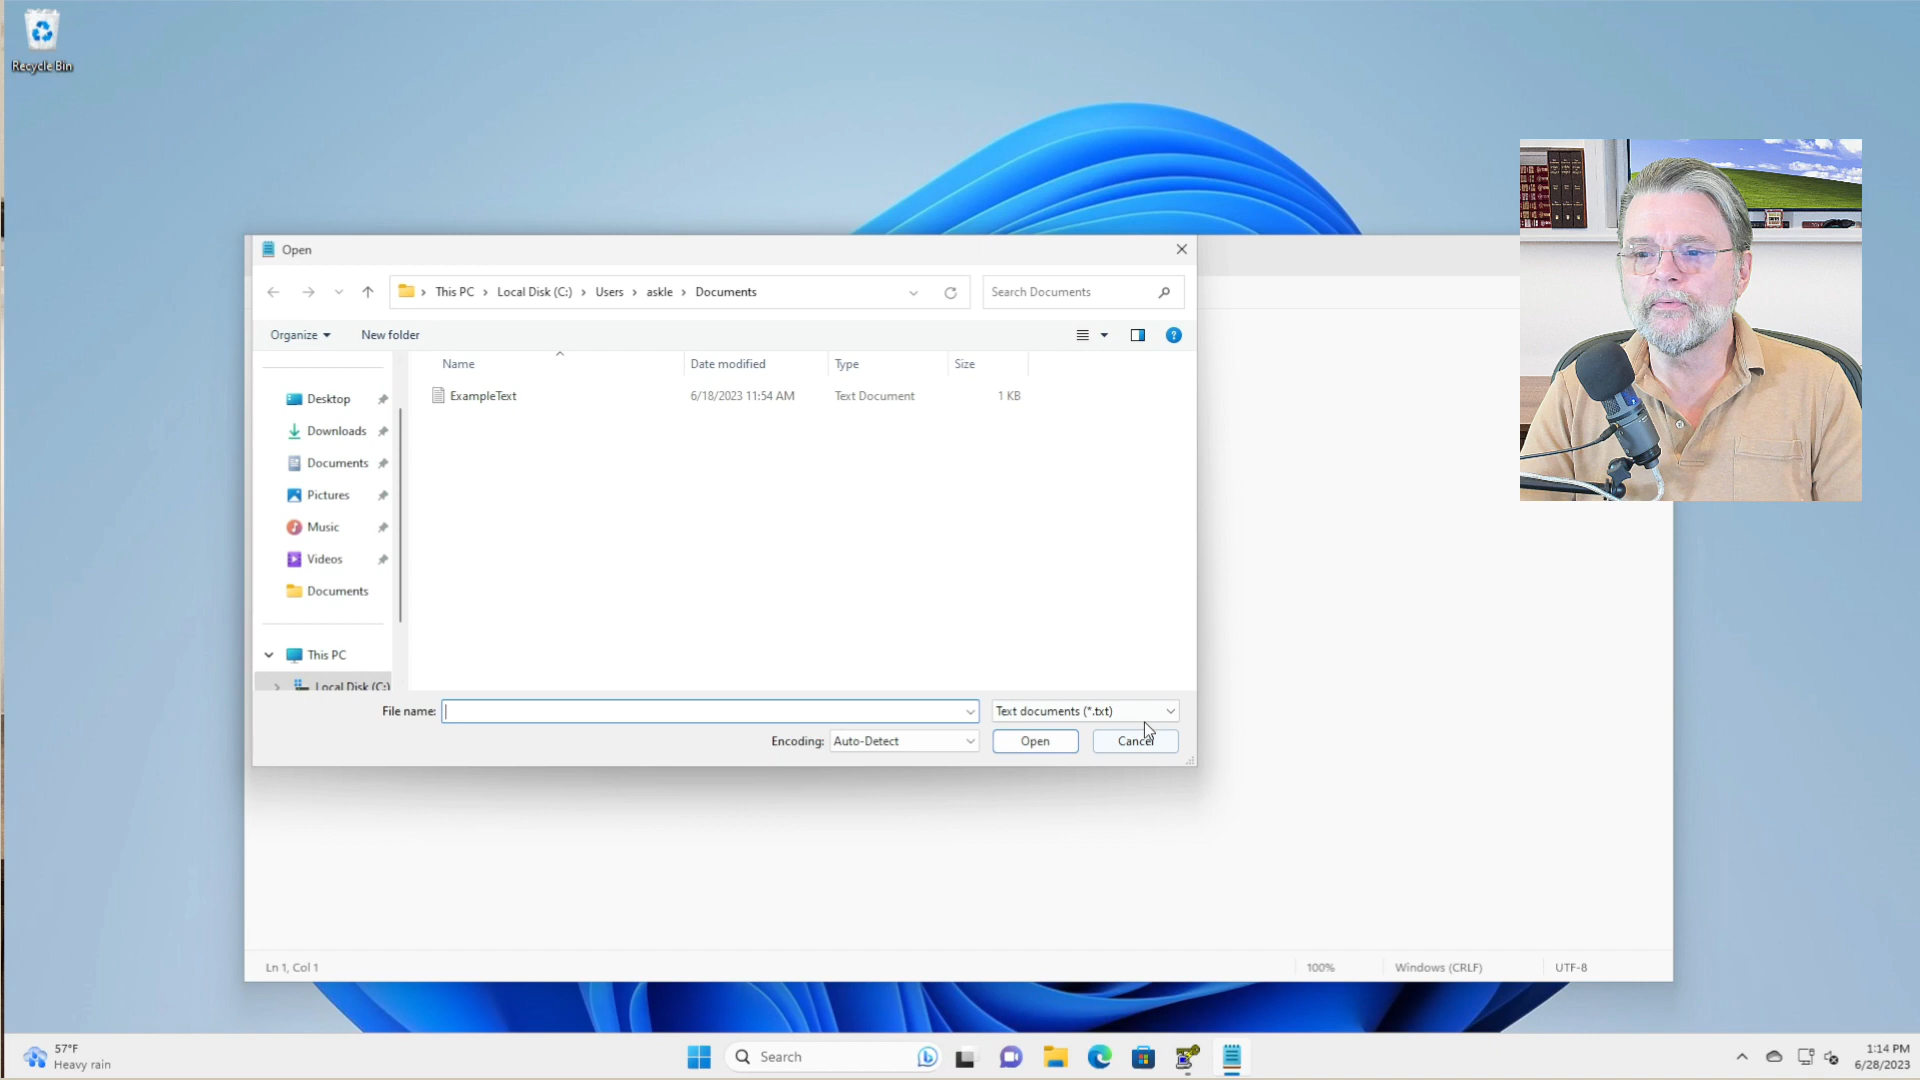 Recycle Bin
Open
This PC
Local Disk (C:)
Users
askle
Documents
Search Documents
Organize
New folder
Name
Date modified
Type
Size
ExampleText
6/18/2023 11:54 AM
Text Document
1 KB
Desktop
Downloads
Documents
Pictures
Music
Videos
Documents
This PC
Local Disk (C:)
File name:
Text documents (*.txt)
Encoding:
Auto-Detect
Open
Cancel
Ln 1, Col 1
100%
Windows (CRLF)
UTF-8
57°F
Heavy rain
Search
1:14 PM
6/28/2023